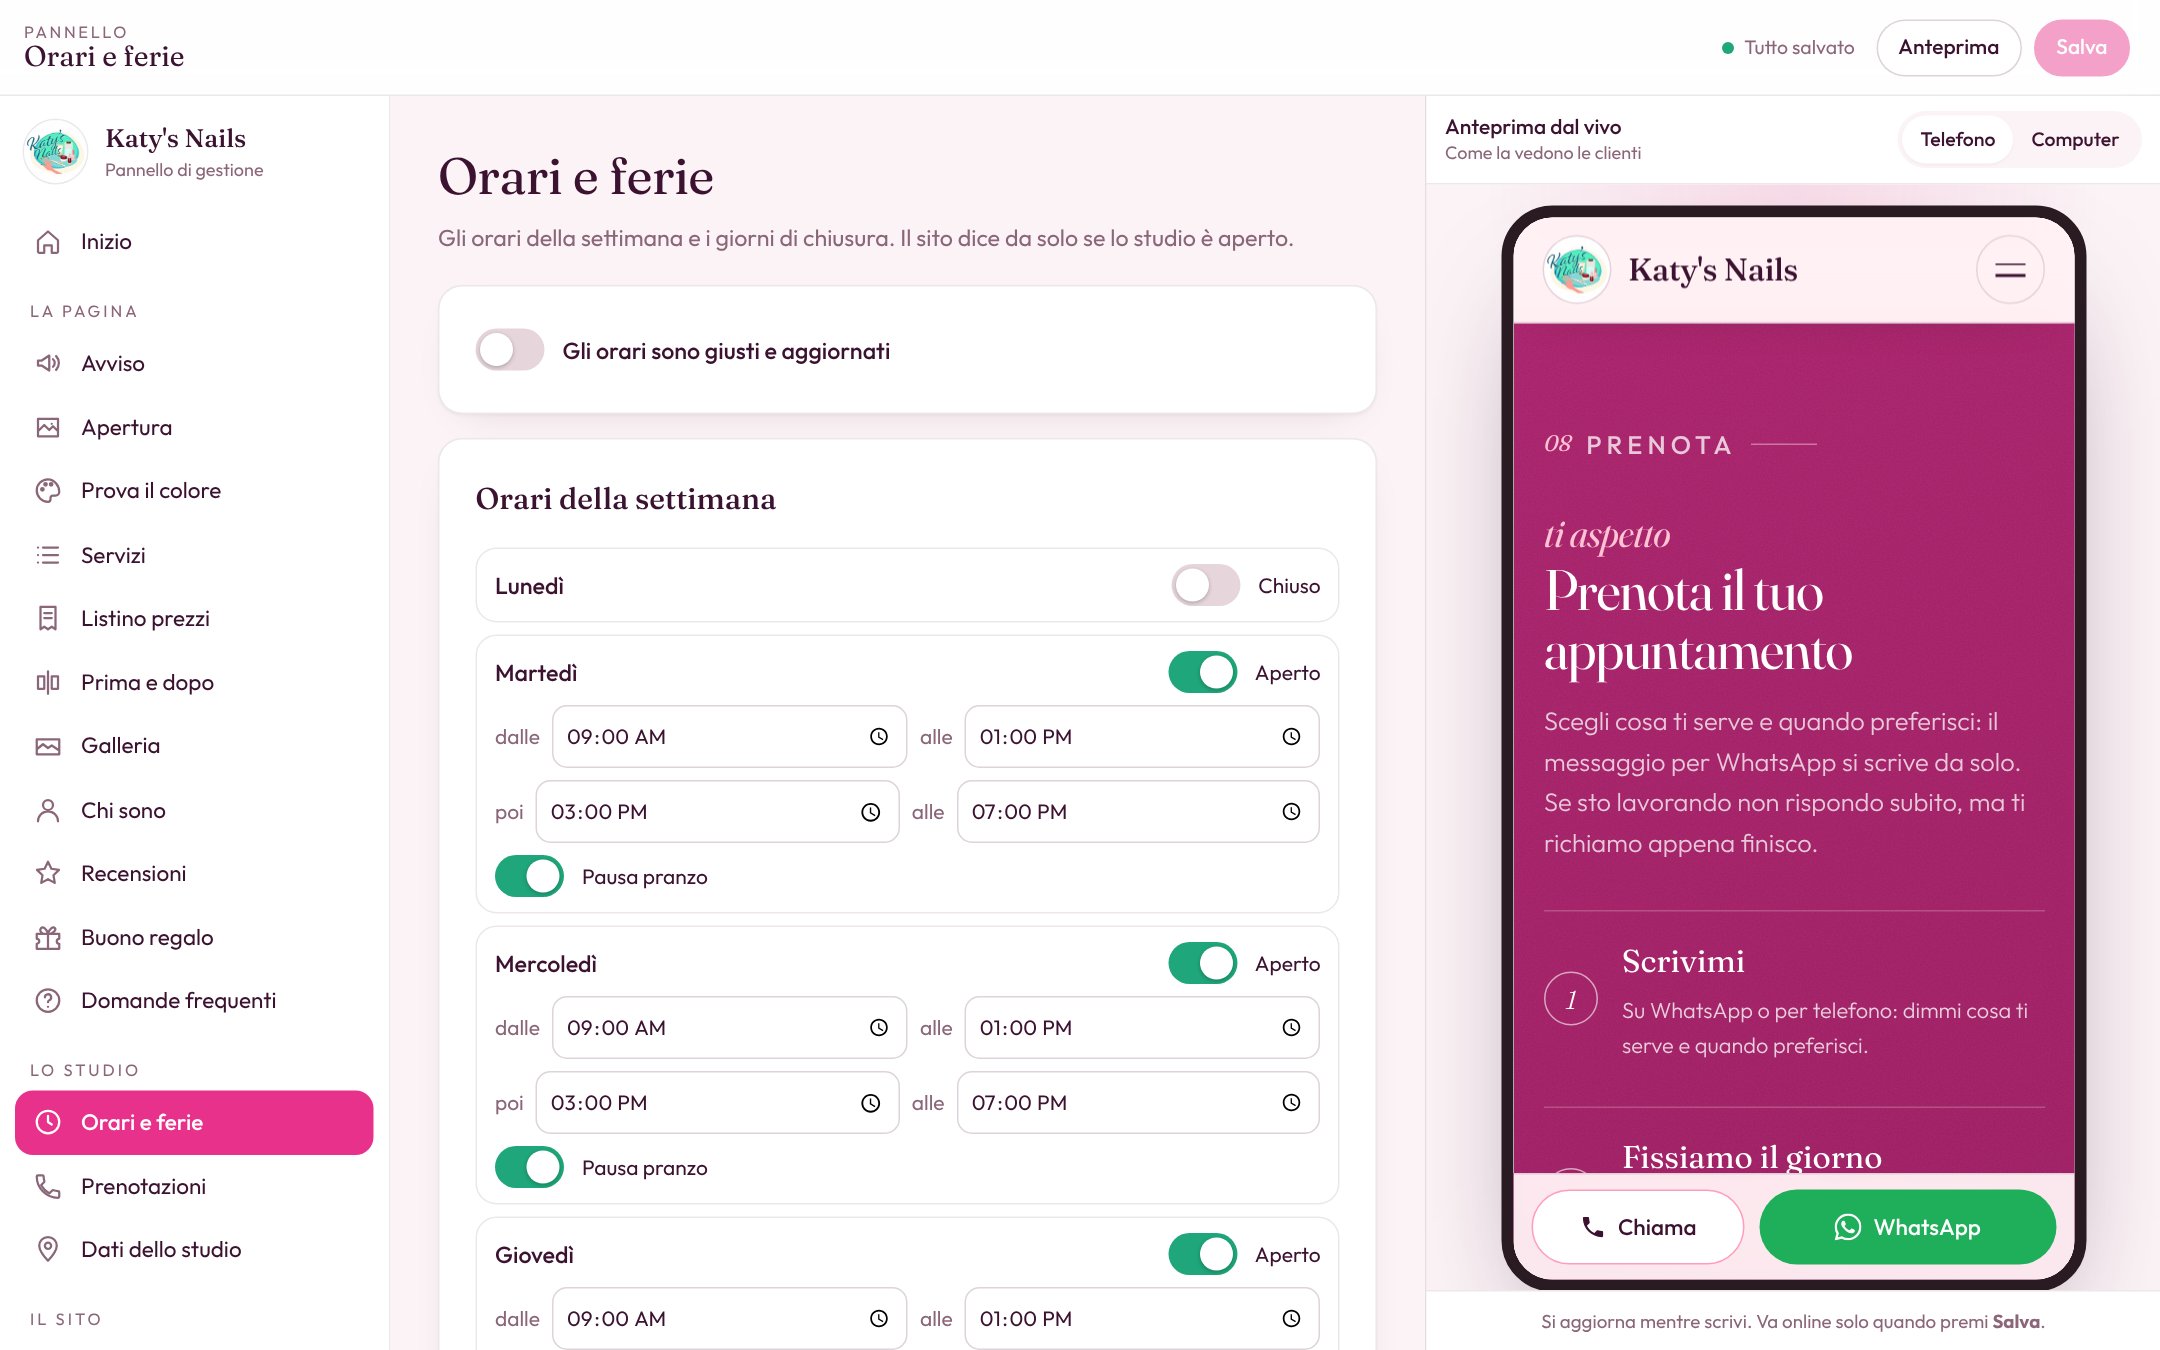 PANNELLO
Orari e ferie
Tutto salvato
Anteprima
Salva
Katy's Nails
Katy's Nails
Pannello di gestione
Inizio
LA PAGINA
Avviso
Apertura
Prova il colore
Servizi
Listino prezzi
Prima e dopo
Galleria
Chi sono
Recensioni
Buono regalo
Domande frequenti
LO STUDIO
Orari e ferie
Prenotazioni
Dati dello studio
IL SITO
Orari e ferie
Gli orari della settimana e i giorni di chiusura. Il sito dice da solo se lo studio è aperto.
Gli orari sono giusti e aggiornati
Orari della settimana
Lunedì
Chiuso
Martedì
Aperto
dalle 09:00 AM alle 01:00 PM
poi 03:00 PM alle 07:00 PM
Pausa pranzo
Mercoledì
Aperto
dalle 09:00 AM alle 01:00 PM
poi 03:00 PM alle 07:00 PM
Pausa pranzo
Giovedì
Aperto
dalle 09:00 AM alle 01:00 PM
Anteprima dal vivo
Come la vedono le clienti
Telefono
Computer
Katy's Nails
Katy's Nails
08 PRENOTA
ti aspetto
Prenota il tuo
appuntamento
Scegli cosa ti serve e quando preferisci: il
messaggio per WhatsApp si scrive da solo.
Se sto lavorando non rispondo subito, ma ti
richiamo appena finisco.
1
Scrivimi
Su WhatsApp o per telefono: dimmi cosa ti
serve e quando preferisci.
Fissiamo il giorno
Chiama
WhatsApp
Si aggiorna mentre scrivi. Va online solo quando premi Salva.